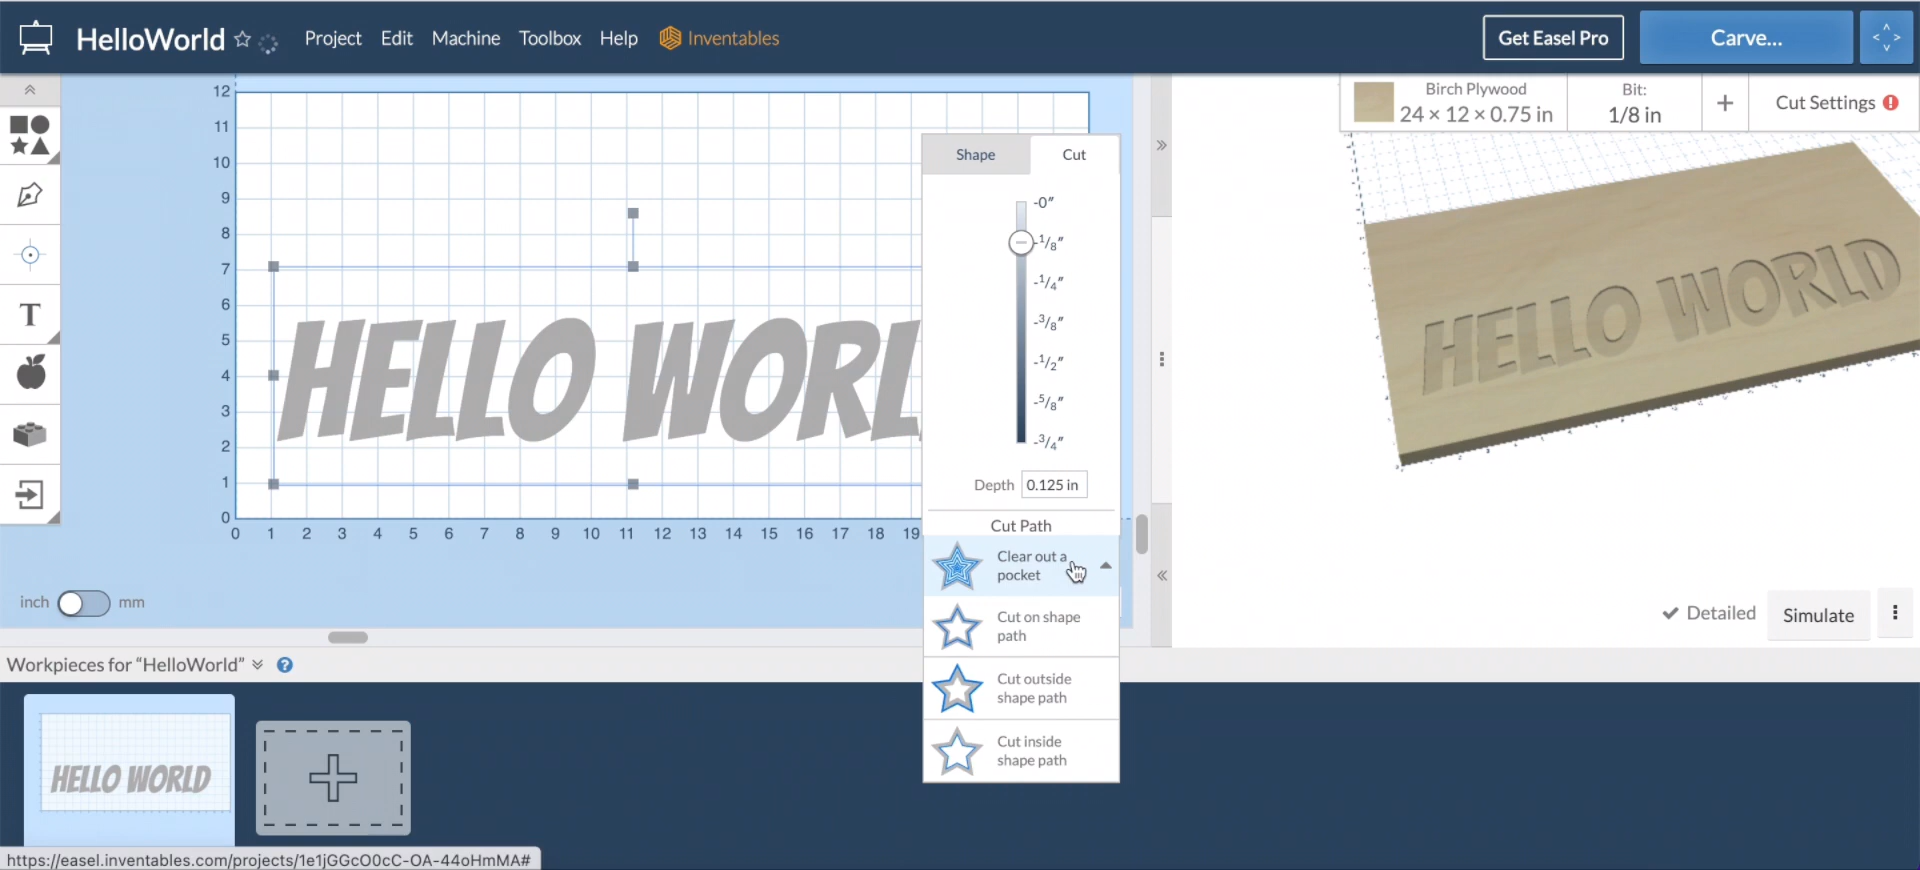 HelloWorld Project Edit Machine Toolbox Help Inventables Get Easel Pro Carve...
Birch Plywood
24 × 12 × 0.75 in
Bit:
1/8 in
+
Cut Settings !
12
11
10
9
8
7
6
5
4
3
2
1
0
0 1 2 3 4 5 6 7 8 9 10 11 12 13 14 15 16 17 18 19
HELLO WORL
T
Shape Cut
-0"
-1/8"
-1/4"
-3/8"
-1/2"
-5/8"
-3/4"
Depth 0.125 in
Cut Path
Clear out a
pocket
Cut on shape
path
Cut outside
shape path
Cut inside
shape path
HELLO WORLD
inch mm
Detailed Simulate
Workpieces for “HelloWorld” ?
HELLO WORLD
https://easel.inventables.com/projects/1e1jGGcO0cC-OA-44oHmMA#